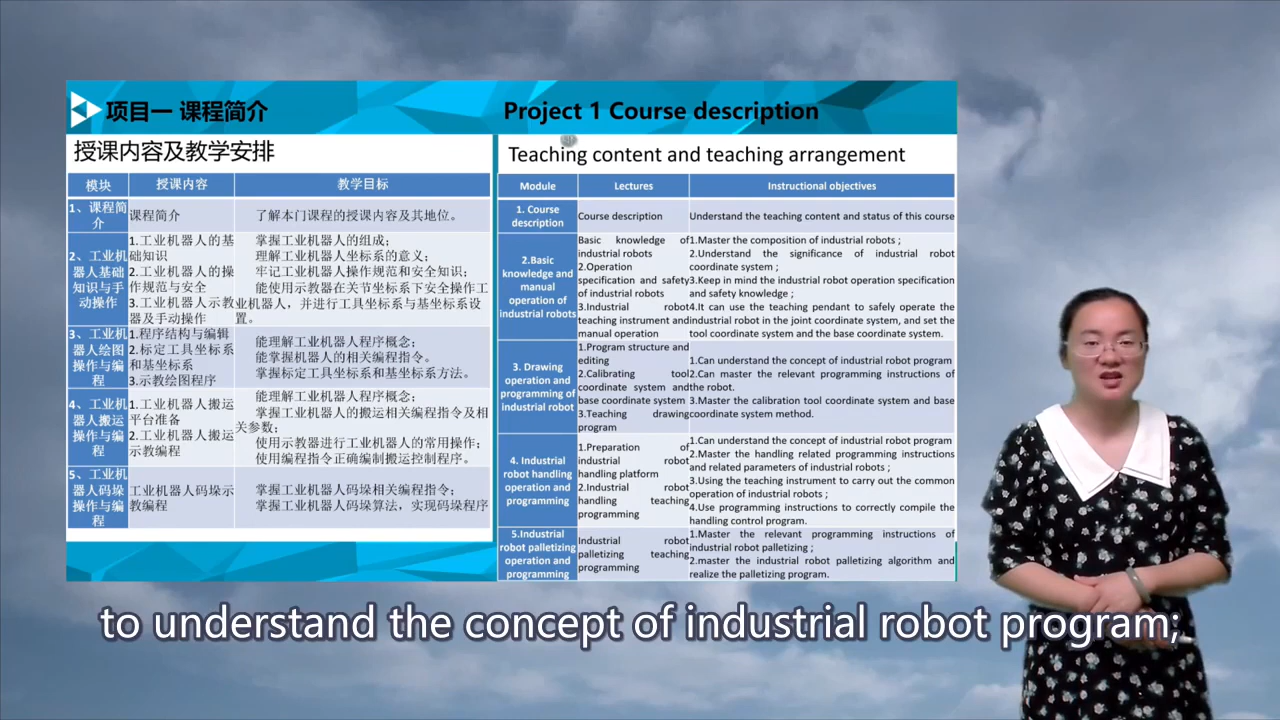 项目一 课程简介
授课内容及教学安排
模块 授课内容 教学目标
1、课程简
介
课程简介
了解本门课程的授课内容及其地位。
2、工业机
器人基础
知识与手
动操作
1.工业机器人的基
础知识
2.工业机器人的操
作规范与安全
3.工业机器人示教
器及手动操作
掌握工业机器人的组成；
理解工业机器人坐标系的意义；
牢记工业机器人操作规范和安全知识；
能使用示教器在关节坐标系下安全操作工
业机器人，并进行工具坐标系与基坐标系设
置。
3、工业机
器人绘图
操作与编
程
1.程序结构与编辑
2.标定工具坐标系
和基坐标系
3.示教绘图程序
能理解工业机器人程序概念；
能掌握机器人的相关编程指令。
掌握标定工具坐标系和基坐标系方法。
4、工业机
器人搬运
操作与编
程
1.工业机器人搬运
平台准备
2.工业机器人搬运
示教编程
能理解工业机器人程序概念；
掌握工业机器人的搬运相关编程指令及相
关参数；
使用示教器进行工业机器人的常用操作；
使用编程指令正确编制搬运控制程序。
5、工业机
器人码垛
操作与编
程
工业机器人码垛示
教编程
掌握工业机器人码垛相关编程指令；
掌握工业机器人码垛算法，实现码垛程序
Project 1 Course description
Teaching content and teaching arrangement
Module Lectures Instructional objectives
1. Course
description
Course description
Understand the teaching content and status of this course
2.Basic
knowledge and
manual
operation of
industrial robots
Basic knowledge of
industrial robots
2.Operation
specification and safety
of industrial robots
3.Industrial robot
teaching instrument and
manual operation
1.Master the composition of industrial robots ;
2.Understand the significance of industrial robot
coordinate system ;
3.Keep in mind the industrial robot operation specification
and safety knowledge ;
4.It can use the teaching pendant to safely operate the
industrial robot in the joint coordinate system, and set the
tool coordinate system and the base coordinate system.
3. Drawing
operation and
programming of
industrial robot
1.Program structure and
editing
2.Calibrating tool
coordinate system and
base coordinate system
3.Teaching drawing
program
1.Can understand the concept of industrial robot program
2.Can master the relevant programming instructions of
the robot.
3.Master the calibration tool coordinate system and base
coordinate system method.
4. Industrial
robot handling
operation and
programming
1.Preparation of
industrial robot
handling platform
2.Industrial robot
handling teaching
programming
1.Can understand the concept of industrial robot program
2.Master the handling related programming instructions
and related parameters of industrial robots ;
3.Using the teaching instrument to carry out the common
operation of industrial robots ;
4.Use programming instructions to correctly compile the
handling control program.
5.Industrial
robot palletizing
operation and
programming
Industrial robot
palletizing teaching
programming
1.Master the relevant programming instructions of
industrial robot palletizing ;
2.master the industrial robot palletizing algorithm and
realize the palletizing program.
to understand the concept of industrial robot program;